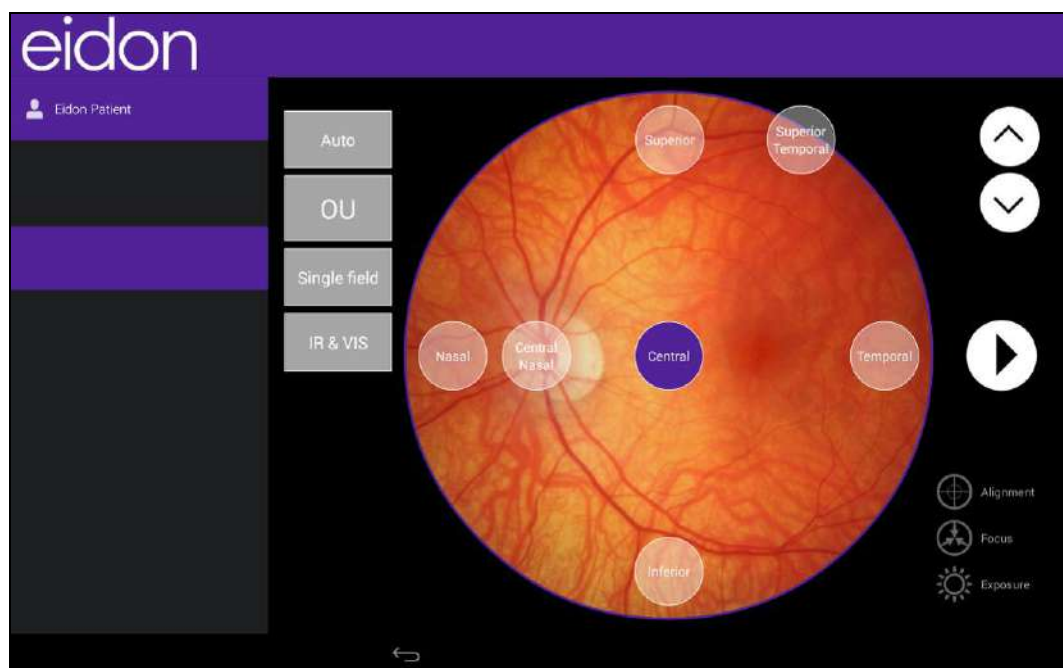 eidon
Eidon Patient
Auto
OU
Single field
IR & VIS
Superior
Superior
Temporal
Nasal
Central
Nasal
Central
Temporal
Inferior
Alignment
Focus
Exposure